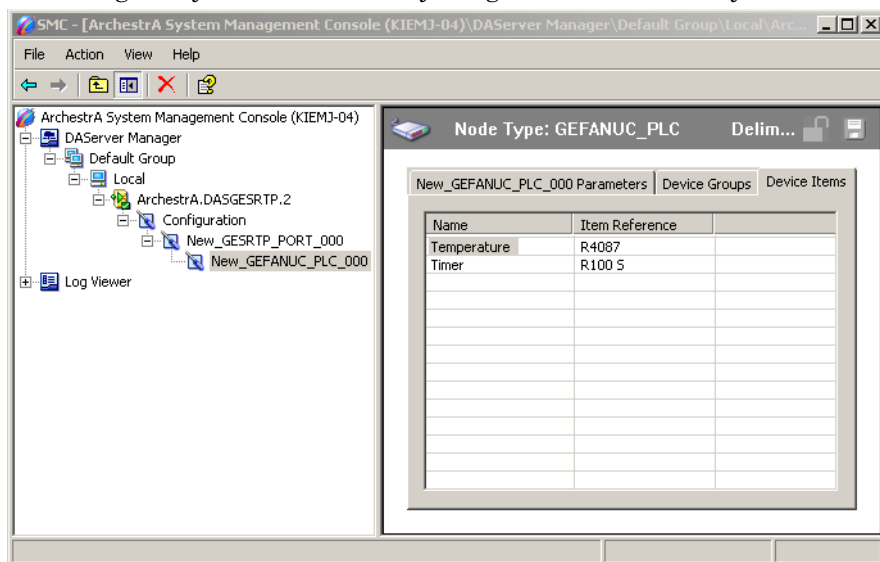 SMC - [ArchestrA System Management Console (KIEMJ-04)\DAServer Manager\Default Group\Local\Arc...
File Action View Help
ArchestrA System Management Console (KIEMJ-04)
DAServer Manager
Default Group
Local
ArchestrA.DASGESRTP.2
Configuration
New_GESRTP_PORT_000
New_GEFANUC_PLC_000
Log Viewer
Node Type: GEFANUC_PLC Delim...
New_GEFANUC_PLC_000 Parameters Device Groups Device Items
Name Item Reference
Temperature R4087
Timer R100 S